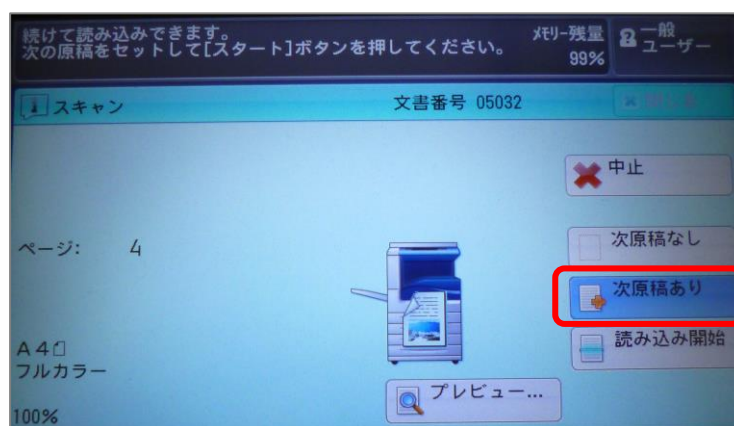 続けて読み込みできます。
次の原稿をセットして[スタート]ボタンを押してください。
メモリー残量
99%
一般
ユーザー
スキャン
文書番号 05032
中止
ページ: 4
次原稿なし
次原稿あり
読み込み開始
A4
フルカラー
プレビュー...
100%